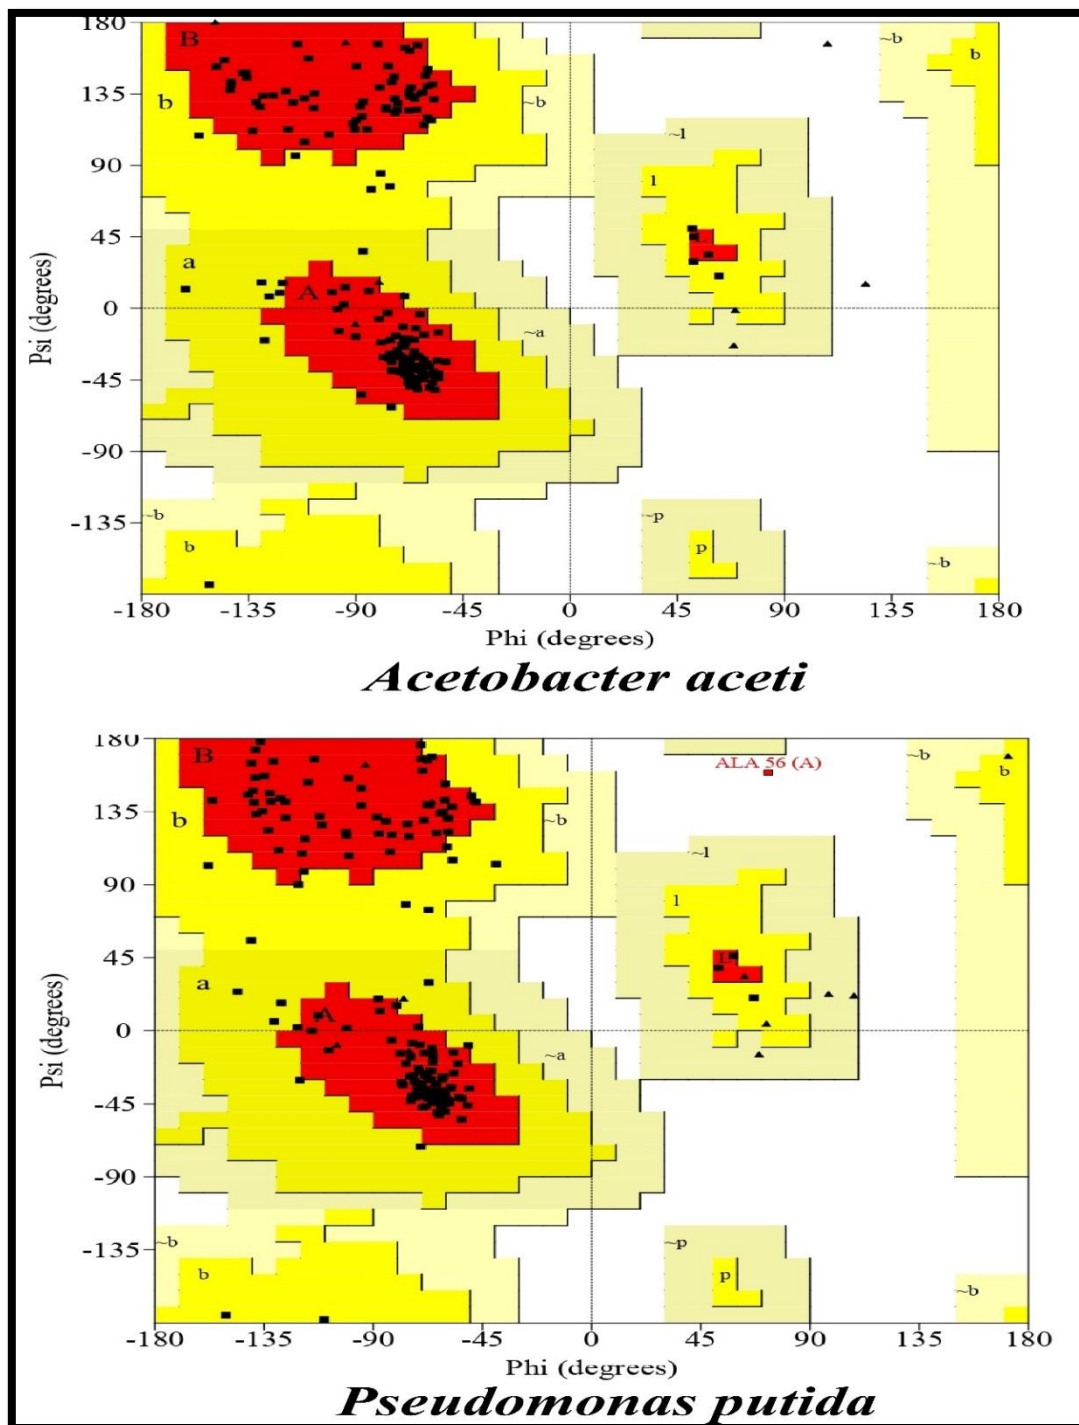 180
B
~b
b
135
b
~b
~l
90
l
45
L
a
A
0
~a
-45
-90
-135
~b
~p
b
p
~b
-180 -135 -90 -45 0 45 90 135 180
Psi (degrees)
Phi (degrees)
Acetobacter aceti
180
B
ALA 56 (A)
~b
b
135
b
~b
~l
90
l
45
L
a
A
0
~a
-45
-90
-135
~b
~p
b
p
~b
-180 -135 -90 -45 0 45 90 135 180
Psi (degrees)
Phi (degrees)
Pseudomonas putida